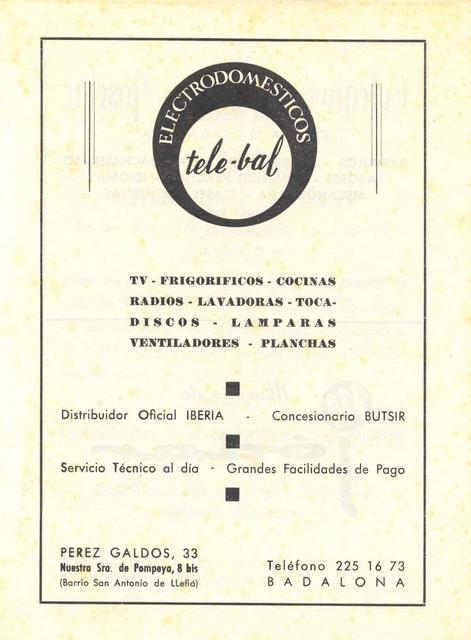 ELECTRODOMESTICOS
tele-bal
TV - FRIGORIFICOS - COCINAS
RADIOS - LAVADORAS - TOCA-
DISCOS - LAMPARAS
VENTILADORES - PLANCHAS
Distribuidor Oficial IBERIA - Concesionario BUTSIR
Servicio Técnico al día - Grandes Facilidades de Pago
PEREZ GALDOS, 33
Nuestra Sra. de Pompeya, 8 bis
(Barrio San Antonio de LLefiá)
Teléfono 225 16 73
BADALONA